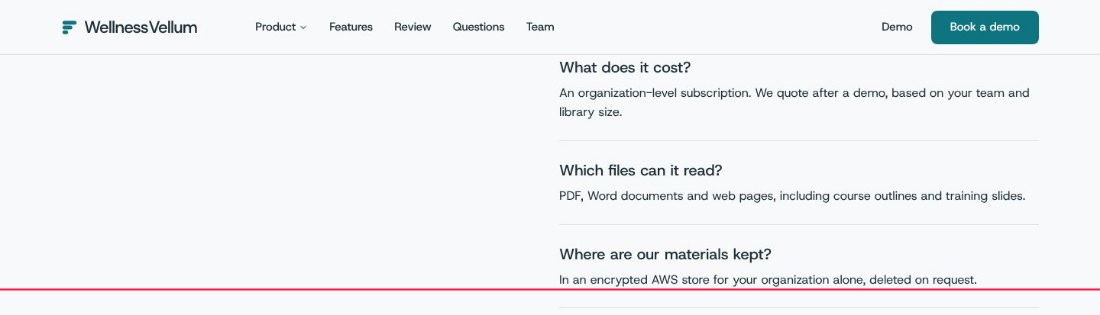 WellnessVellum
Product
Features
Review
Questions
Team
Demo
Book a demo
What does it cost?
An organization-level subscription. We quote after a demo, based on your team and
library size.
Which files can it read?
PDF, Word documents and web pages, including course outlines and training slides.
Where are our materials kept?
In an encrypted AWS store for your organization alone, deleted on request.